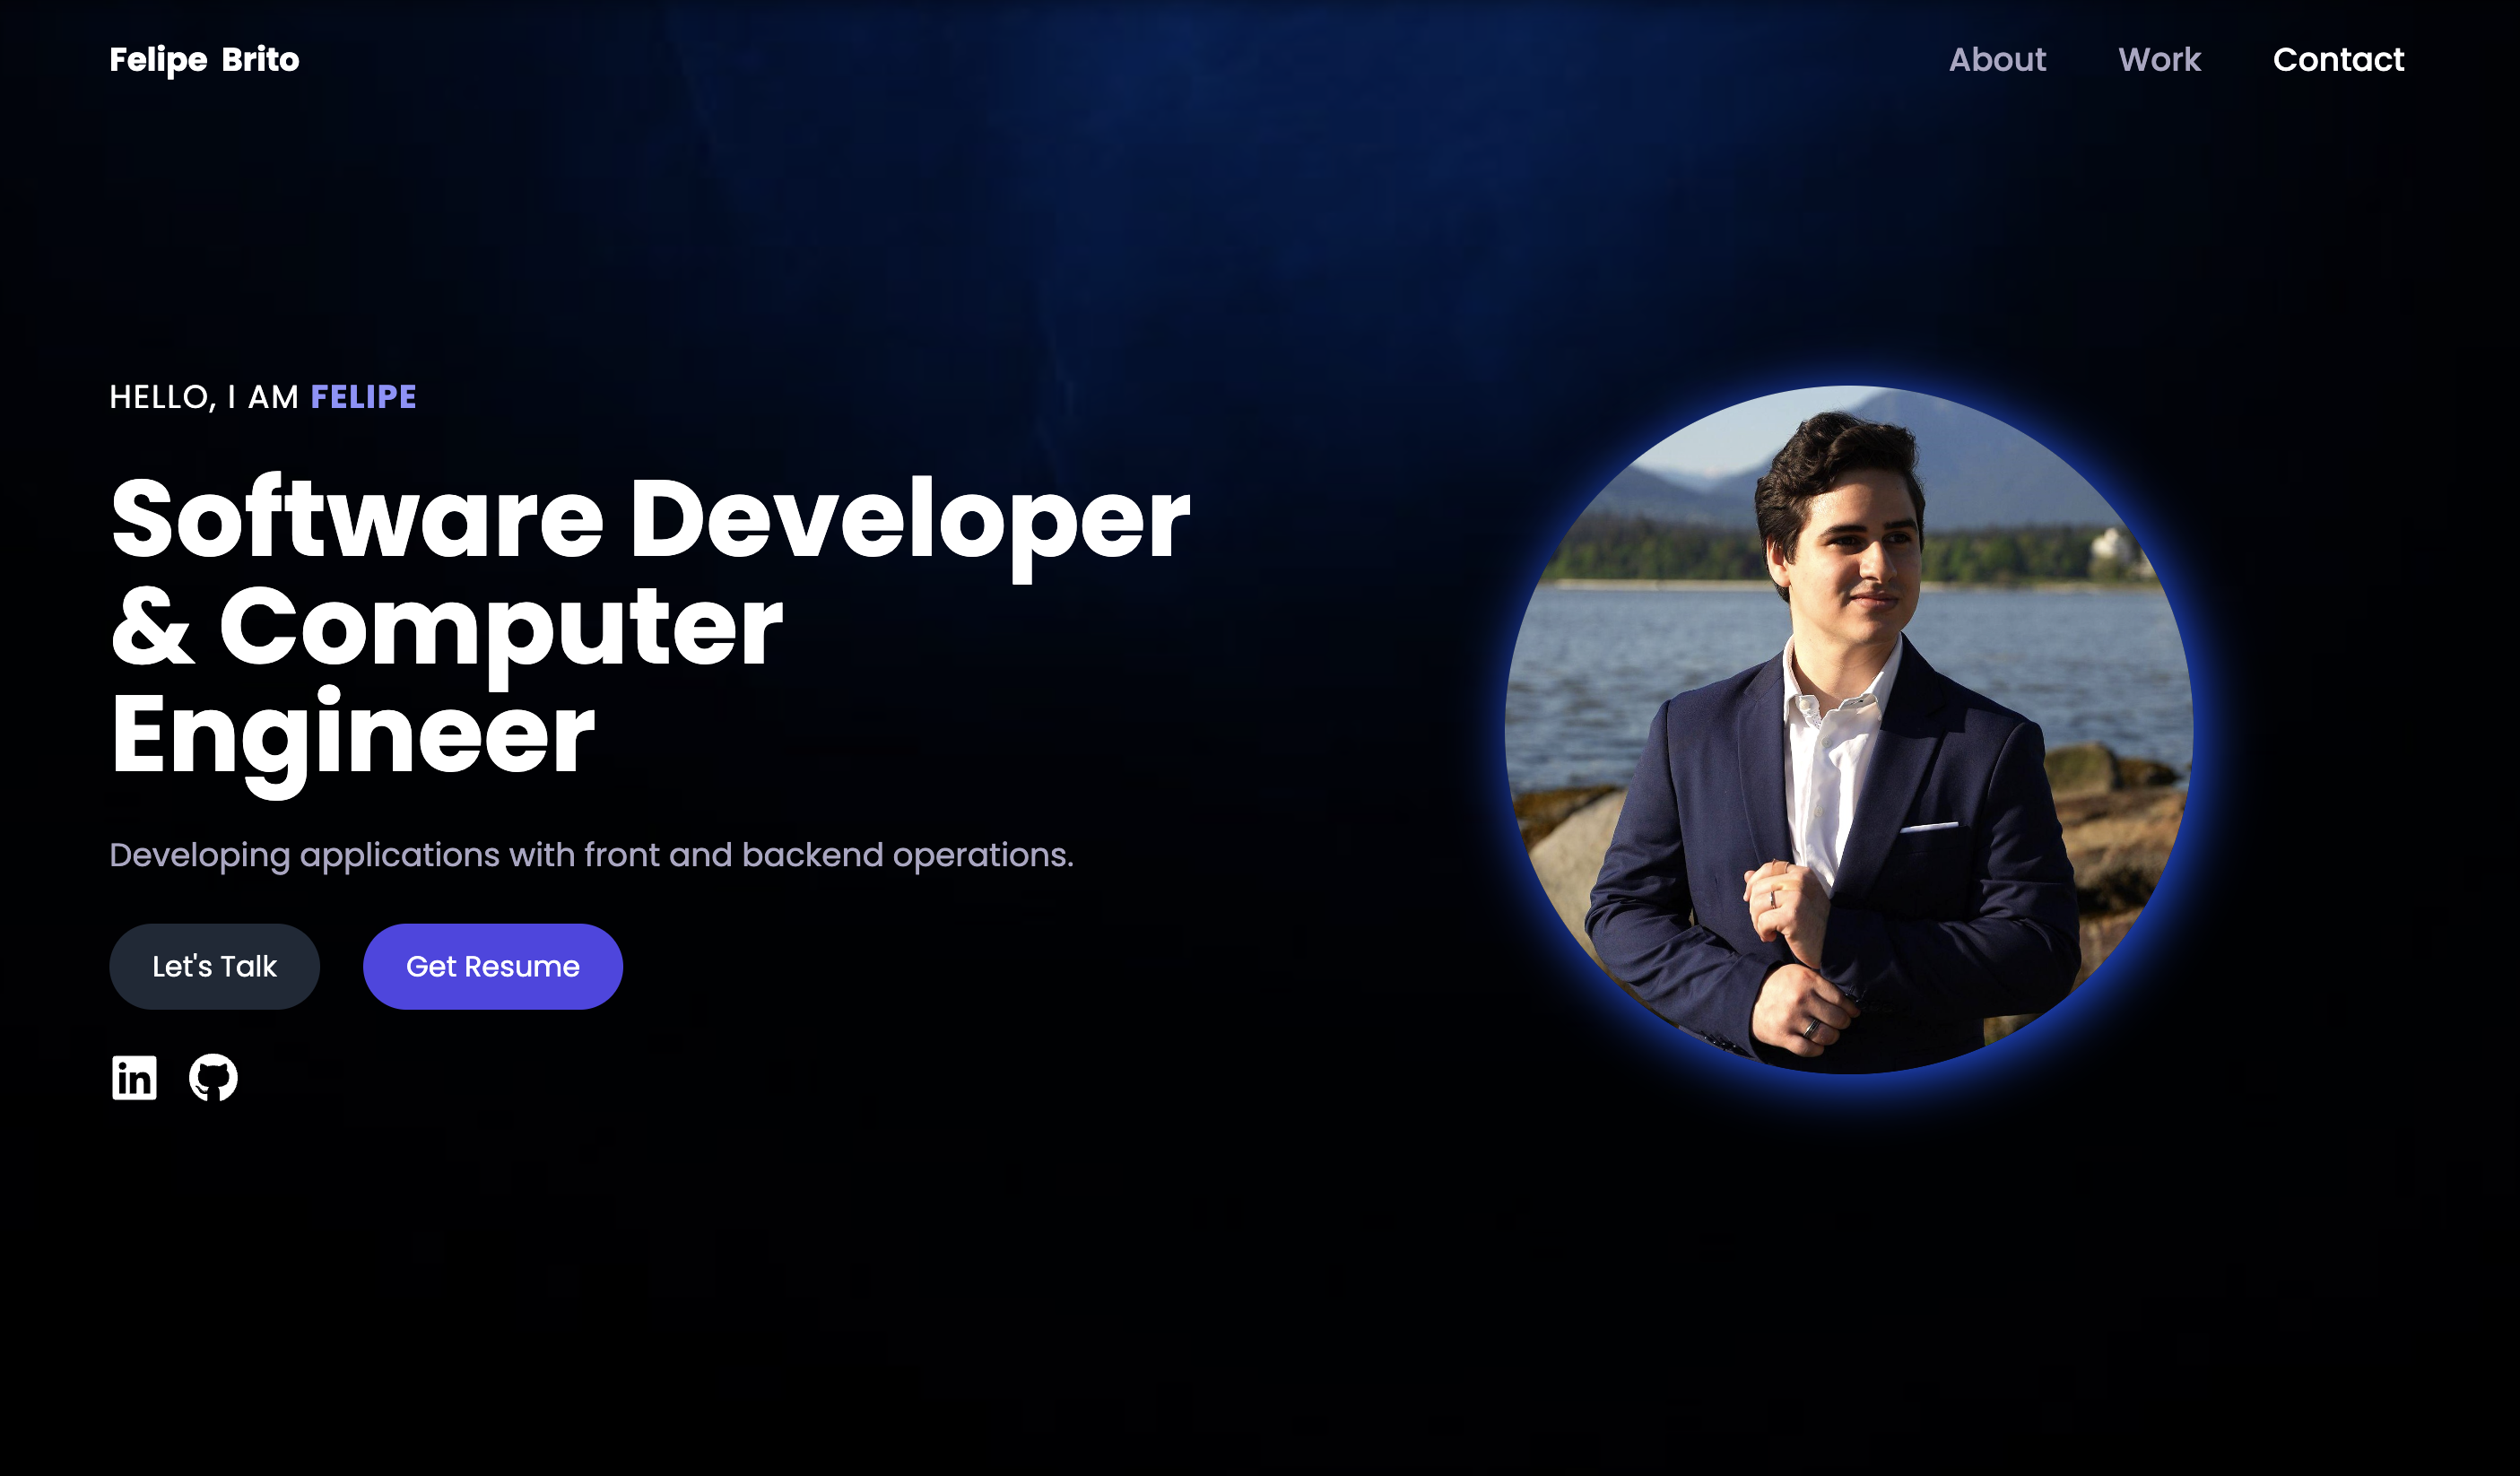 Felipe Brito
About Work Contact
HELLO, I AM FELIPE
Software Developer
& Computer
Engineer
Developing applications with front and backend operations.
Let's Talk Get Resume
in